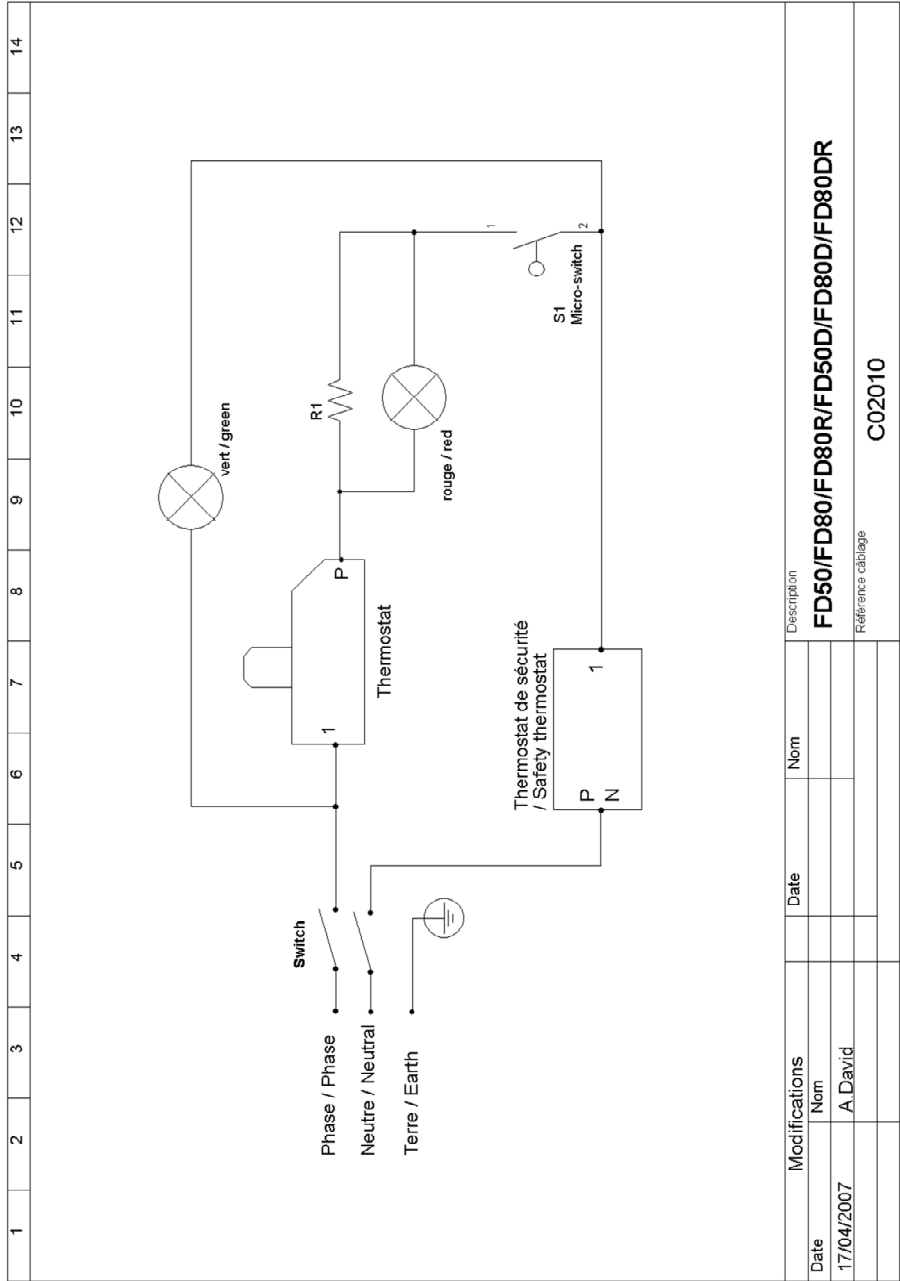 1 2 3 4 5 6 7 8 9 10 11 12 13 14
vert / green
R1
rouge / red
1
S1
Micro-switch
2
1
P
Thermostat
Switch
Phase / Phase
Neutre / Neutral
Terre / Earth
Thermostat de sécurité
/ Safety thermostat
P
N
1
Modifications
Date
Nom
Description
Date
Nom
FD50/FD80/FD80R/FD50D/FD80D/FD80DR
17/04/2007
A.David
Référence câblage
C02010